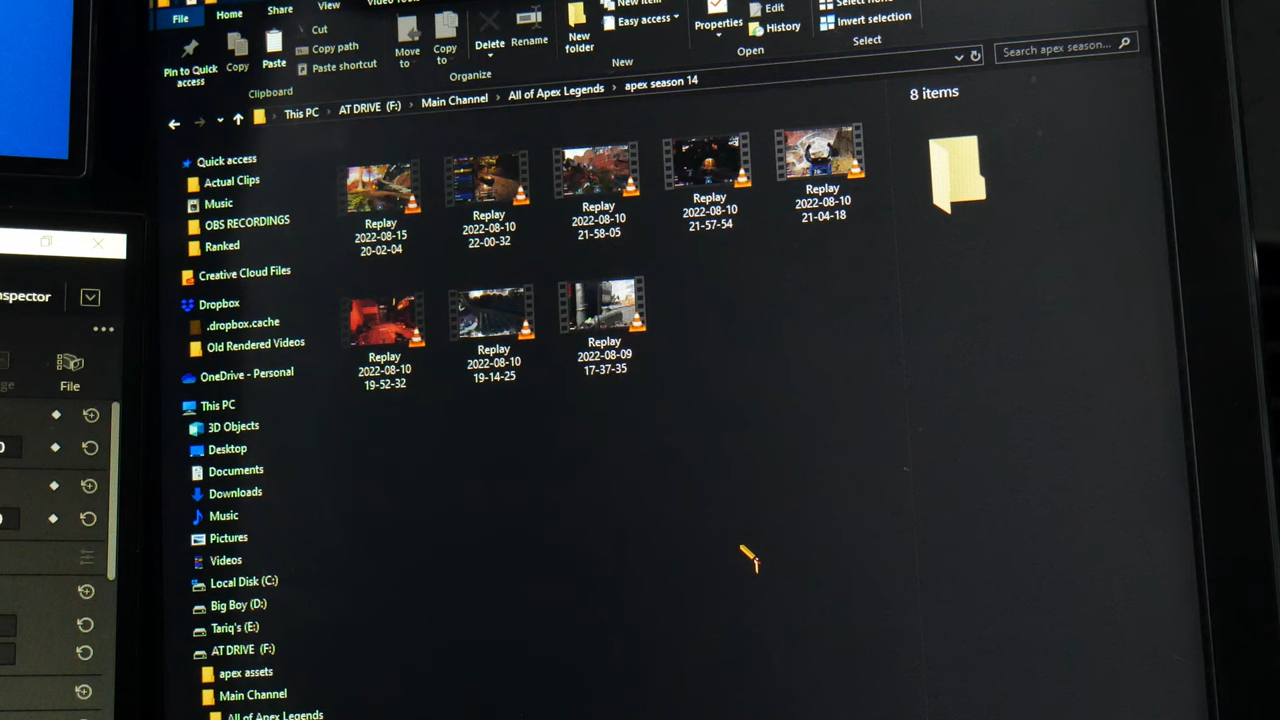 File
Home
Share
View
Video Tools
Pin to Quick
access
Copy
Paste
Cut
Copy path
Paste shortcut
Clipboard
Move
to
Copy
to
Delete
Rename
Organize
New
folder
New item
Easy access
New
Properties
Edit
History
Open
Select none
Invert selection
Select
This PC
AT DRIVE (F:)
Main Channel
All of Apex Legends
apex season 14
Search apex season...
8 items
Quick access
Actual Clips
Music
OBS RECORDINGS
Ranked
Creative Cloud Files
Dropbox
.dropbox.cache
Old Rendered Videos
OneDrive - Personal
This PC
3D Objects
Desktop
Documents
Downloads
Music
Pictures
Videos
Local Disk (C:)
Big Boy (D:)
Tariq's (E:)
AT DRIVE (F:)
apex assets
Main Channel
All of Apex Legends
Replay
2022-08-15
20-02-04
Replay
2022-08-10
22-00-32
Replay
2022-08-10
21-58-05
Replay
2022-08-10
21-57-54
Replay
2022-08-10
21-04-18
Replay
2022-08-10
19-52-32
Replay
2022-08-10
19-14-25
Replay
2022-08-09
17-37-35
nspector
File